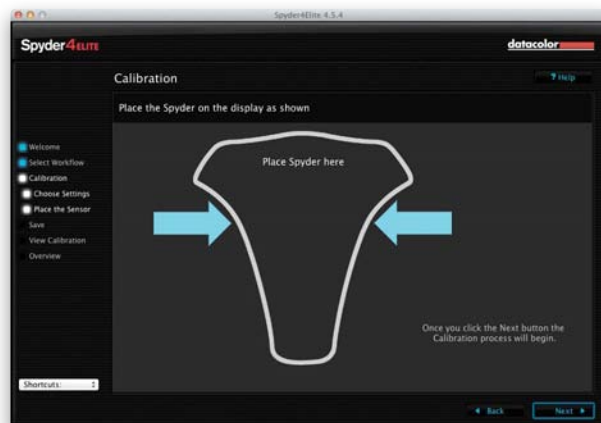 Spyder4Elite 4.5.4
Spyder4ELITE
datacolor
Calibration
? Help
Place the Spyder on the display as shown
Welcome
Select Workflow
Calibration
Choose Settings
Place the Sensor
Save
View Calibration
Overview
Place Spyder here
Once you click the Next button the
Calibration process will begin.
Shortcuts:
Back
Next